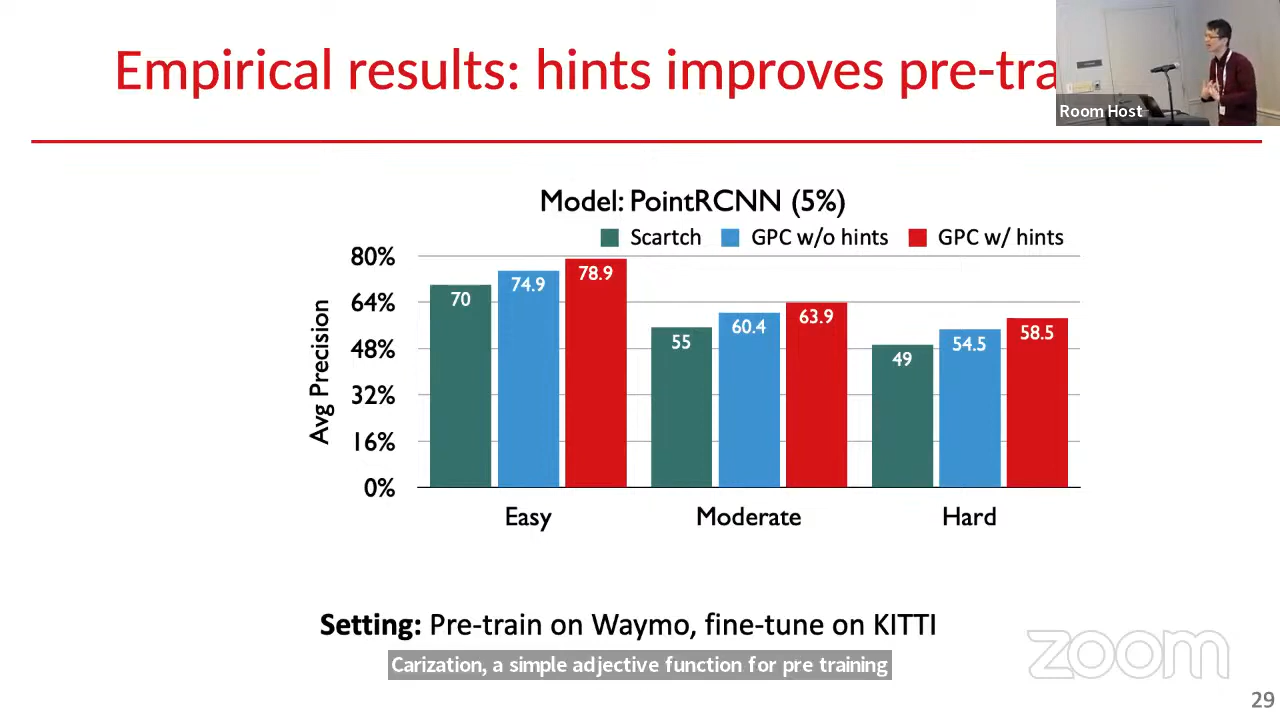 Empirical results: hints improves pre-tra
Room Host
Model: PointRCNN (5%)
Scartch GPC w/o hints GPC w/ hints
Avg Precision
80%
64%
48%
32%
16%
0%
70 74.9 78.9
55 60.4 63.9
49 54.5 58.5
Easy Moderate Hard
Setting: Pre-train on Waymo, fine-tune on KITTI
Carization, a simple adjective function for pre training
zoom
29